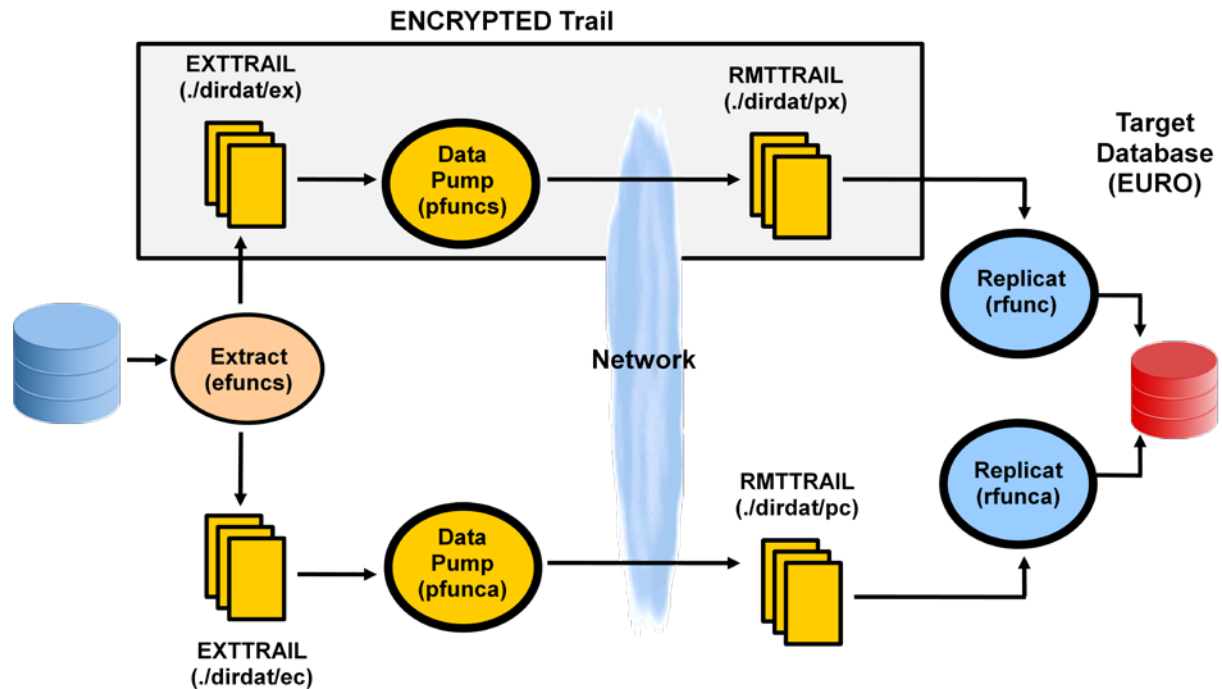 ENCRYPTED Trail
EXTTRAIL
(./dirdat/ex)
Data
Pump
(pfuncs)
RMTTRAIL
(./dirdat/px)
Target
Database
(EURO)
Replicat
(rfunc)
Extract
(efuncs)
Network
EXTTRAIL
(./dirdat/ec)
Data
Pump
(pfunca)
RMTTRAIL
(./dirdat/pc)
Replicat
(rfunca)